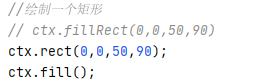 //绘制一个矩形
// ctx.fillRect(0,0,50,90)
ctx.rect(0,0,50,90);
ctx.fill();